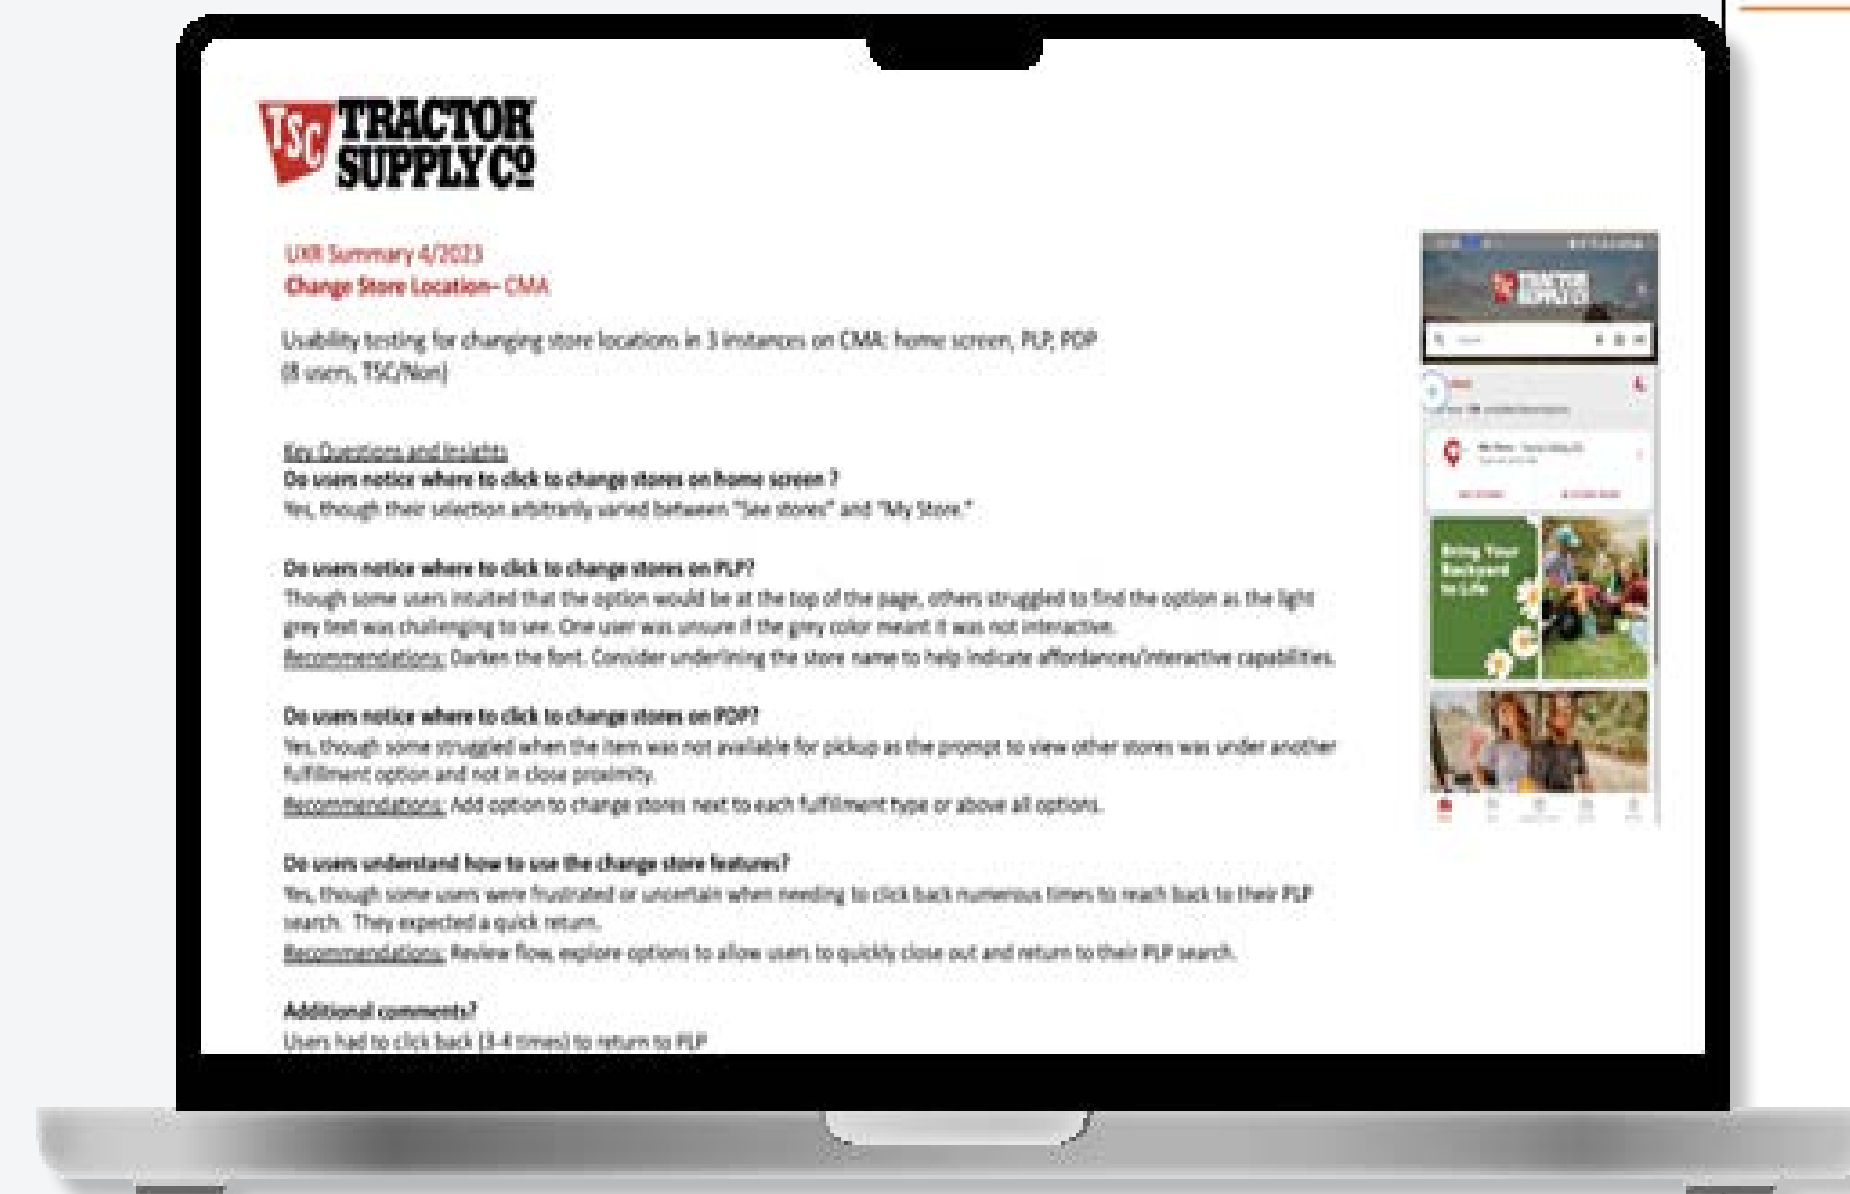 TSC TRACTOR
SUPPLY CO
UXR Summary 4/2023
Change Store Location– CMA
Usability testing for changing store locations in 3 instances on CMA: home screen, PLP, PDP
(8 users, TSC/Non)
Key Questions and Insights
Do users notice where to click to change stores on home screen ?
Yes, though their selection arbitrarily varied between "See stores" and "My Store."
Do users notice where to click to change stores on PLP?
Though some users intuited that the option would be at the top of the page, others struggled to find the option as the light
grey text was challenging to see. One user was unsure if the grey color meant it was not interactive.
Recommendations: Darken the font. Consider underlining the store name to help indicate affordances/interactive capabilities.
Do users notice where to click to change stores on PDP?
Yes, though some struggled when the item was not available for pickup as the prompt to view other stores was under another
fulfillment option and not in close proximity.
Recommendations: Add option to change stores next to each fulfillment type or above all options.
Do users understand how to use the change store features?
Yes, though some users were frustrated or uncertain when needing to click back numerous times to reach back to their PLP
search. They expected a quick return.
Recommendations: Review flow, explore options to allow users to quickly close out and return to their PLP search.
Additional comments?
Users had to click back (3-4 times) to return to PLP
TSC TRACTOR
SUPPLY CO
Bring Your
Backyard
to Life